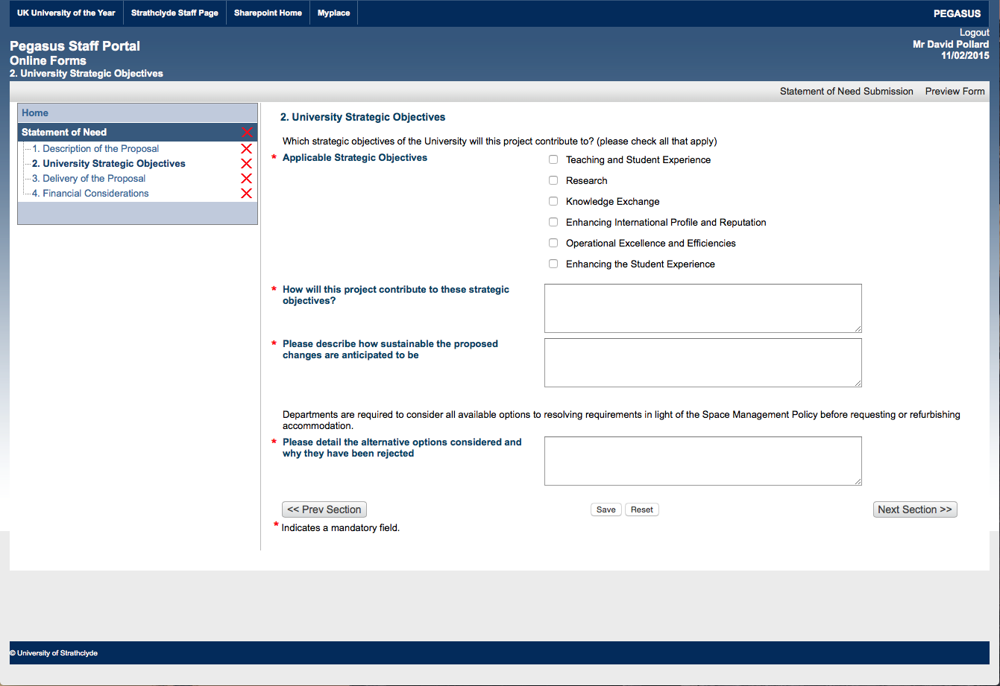 UK University of the Year
Strathclyde Staff Page
Sharepoint Home
Myplace
PEGASUS
Logout
Mr David Pollard
11/02/2015
Pegasus Staff Portal
Online Forms
2. University Strategic Objectives
Statement of Need Submission
Preview Form
Home
Statement of Need
1. Description of the Proposal
2. University Strategic Objectives
3. Delivery of the Proposal
4. Financial Considerations
2. University Strategic Objectives
Which strategic objectives of the University will this project contribute to? (please check all that apply)
* Applicable Strategic Objectives
Teaching and Student Experience
Research
Knowledge Exchange
Enhancing International Profile and Reputation
Operational Excellence and Efficiencies
Enhancing the Student Experience
* How will this project contribute to these strategic
objectives?
* Please describe how sustainable the proposed
changes are anticipated to be
Departments are required to consider all available options to resolving requirements in light of the Space Management Policy before requesting or refurbishing
accommodation.
* Please detail the alternative options considered and
why they have been rejected
<< Prev Section
Save
Reset
Next Section >>
* Indicates a mandatory field.
© University of Strathclyde